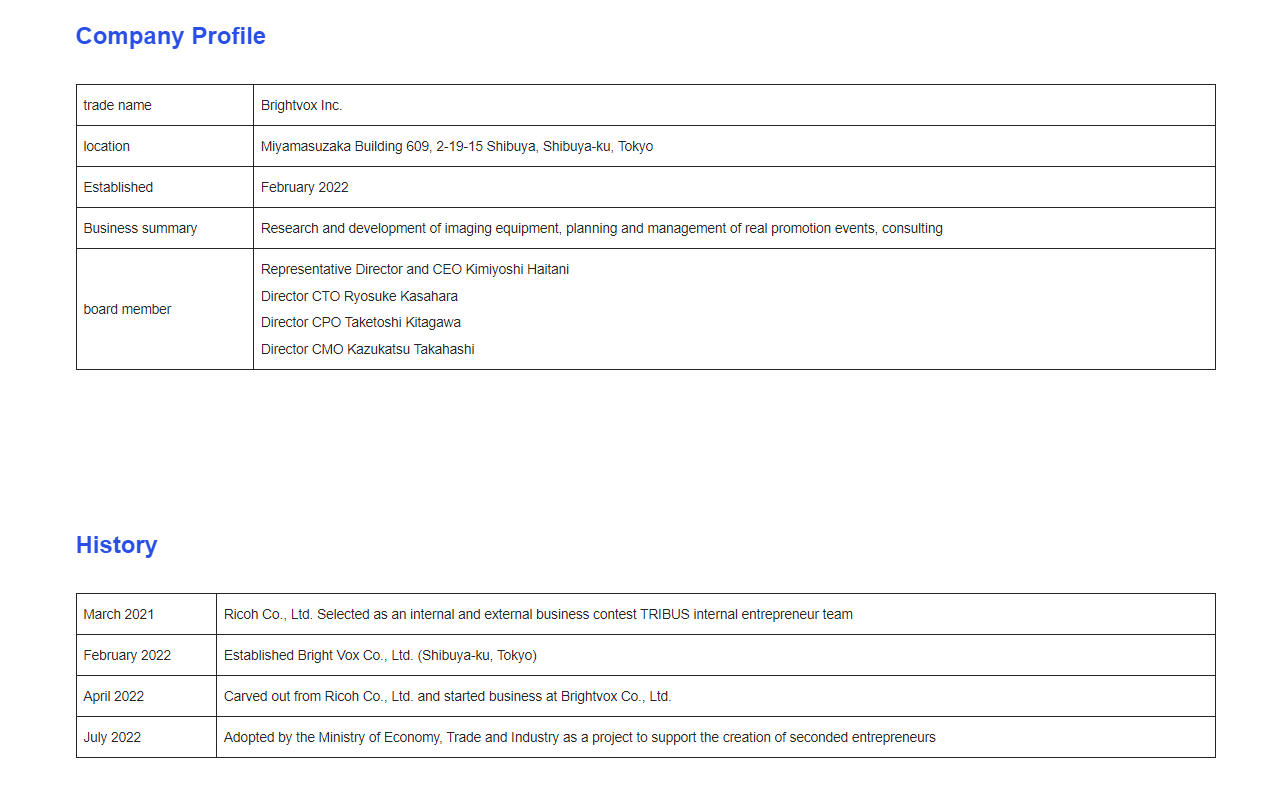 Company Profile
trade name
Brightvox Inc.
location
Miyamasuzaka Building 609, 2-19-15 Shibuya, Shibuya-ku, Tokyo
Established
February 2022
Business summary
Research and development of imaging equipment, planning and management of real promotion events, consulting
board member
Representative Director and CEO Kimiyoshi Haitani
Director CTO Ryosuke Kasahara
Director CPO Taketoshi Kitagawa
Director CMO Kazukatsu Takahashi
History
March 2021
Ricoh Co., Ltd. Selected as an internal and external business contest TRIBUS internal entrepreneur team
February 2022
Established Bright Vox Co., Ltd. (Shibuya-ku, Tokyo)
April 2022
Carved out from Ricoh Co., Ltd. and started business at Brightvox Co., Ltd.
July 2022
Adopted by the Ministry of Economy, Trade and Industry as a project to support the creation of seconded entrepreneurs